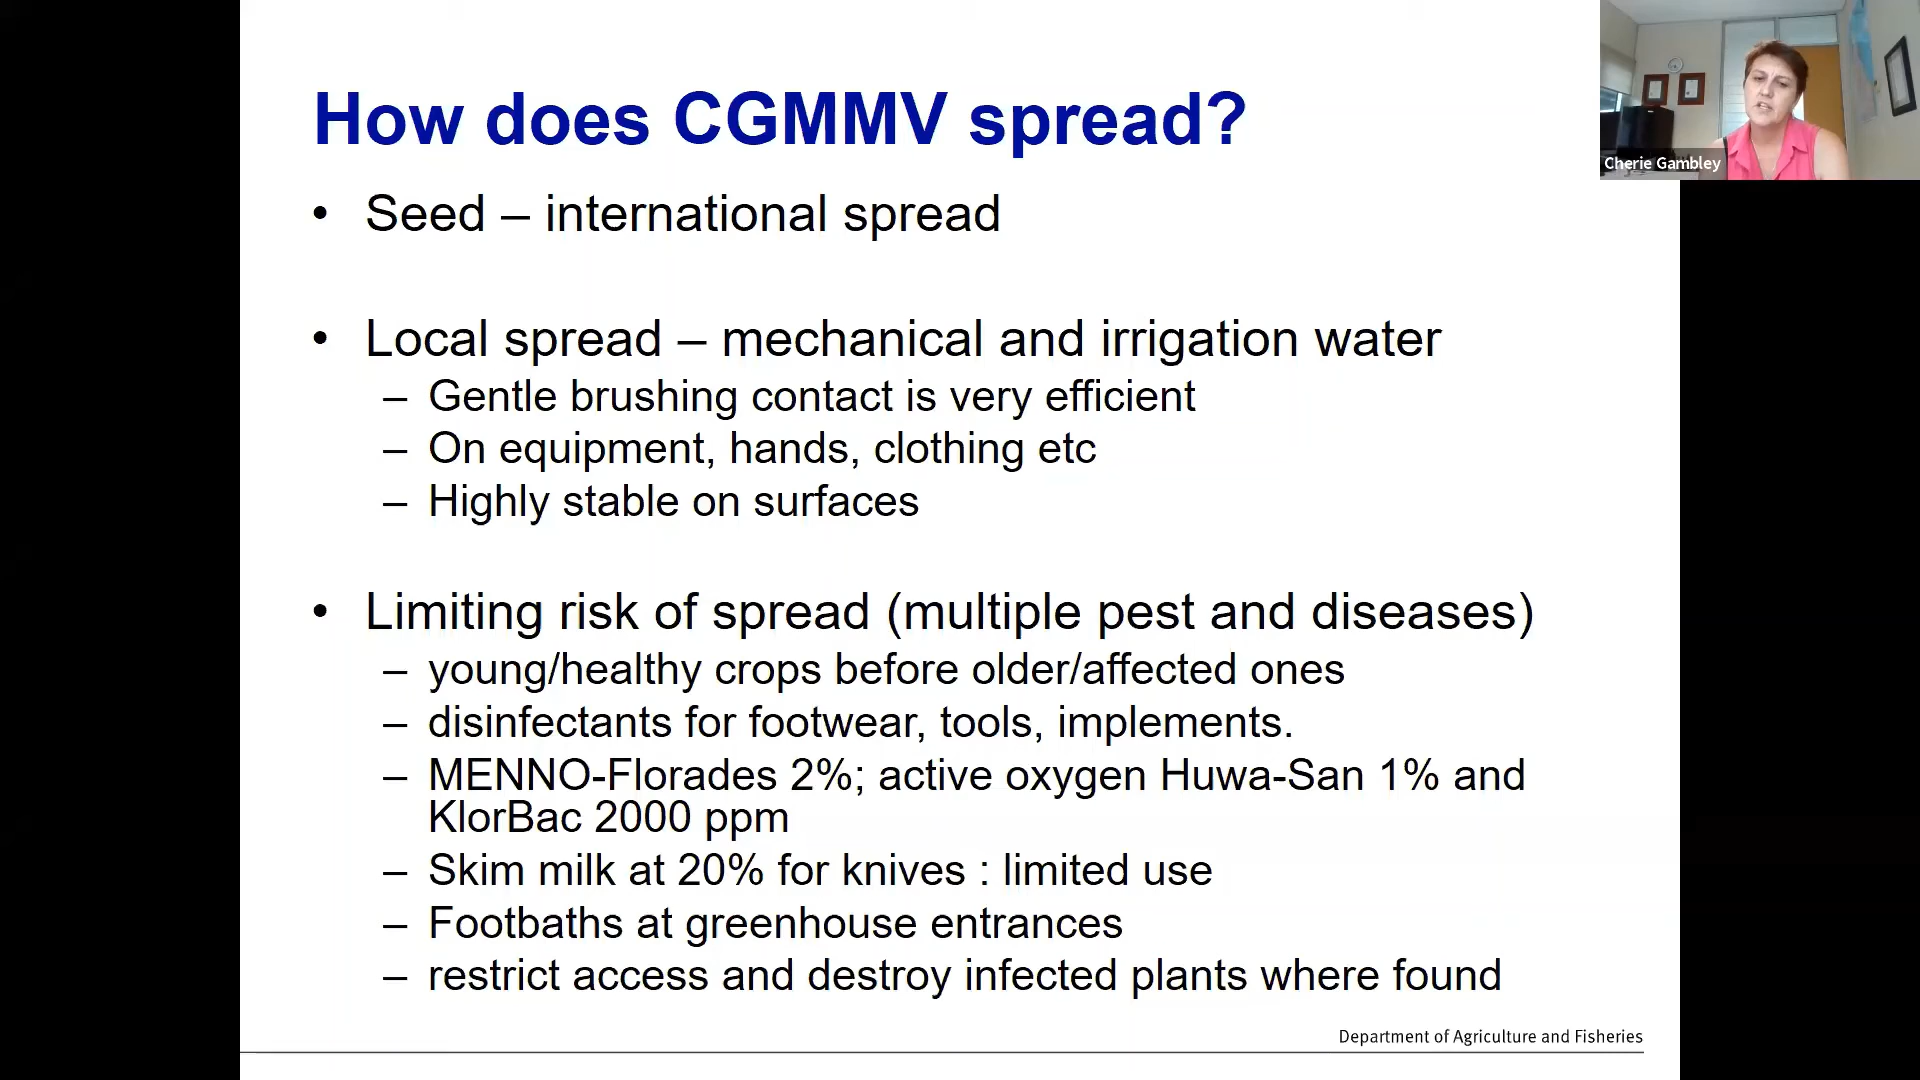 How does CGMMV spread?
Cherie Gambley
• Seed – international spread
• Local spread – mechanical and irrigation water
– Gentle brushing contact is very efficient
– On equipment, hands, clothing etc
– Highly stable on surfaces
• Limiting risk of spread (multiple pest and diseases)
– young/healthy crops before older/affected ones
– disinfectants for footwear, tools, implements.
– MENNO-Florades 2%; active oxygen Huwa-San 1% and
KlorBac 2000 ppm
– Skim milk at 20% for knives : limited use
– Footbaths at greenhouse entrances
– restrict access and destroy infected plants where found
Department of Agriculture and Fisheries